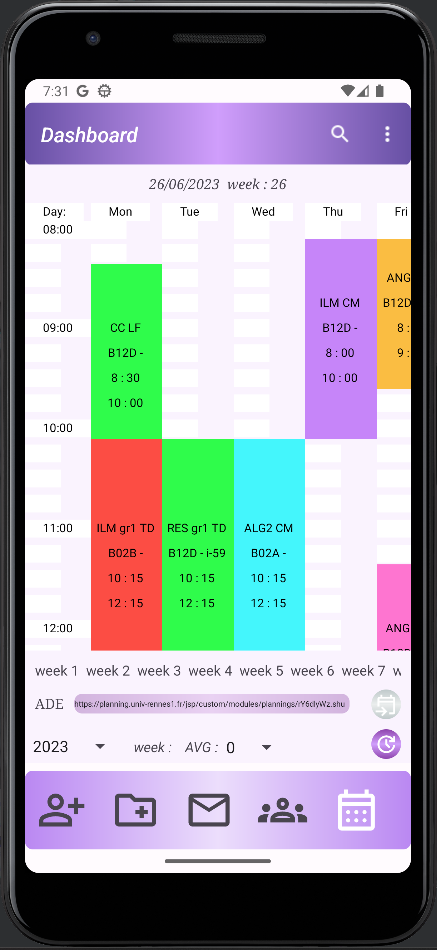 7:31 G
Dashboard
26/06/2023 week : 26
Day: Mon Tue Wed Thu Fri
08:00
09:00
10:00
11:00
12:00
CC LF
B12D -
8 : 30
10 : 00
ILM gr1 TD
B02B -
10 : 15
12 : 15
RES gr1 TD
B12D - i-59
10 : 15
12 : 15
ALG2 CM
B02A -
10 : 15
12 : 15
ILM CM
B12D -
8 : 00
10 : 00
ANG
B12D
8 :
9 :
ANG
week 1 week 2 week 3 week 4 week 5 week 6 week 7 w
ADE https://planning.univ-rennes1.fr/jsp/custom/modules/plannings/rY6dlyWz.shu
2023 week : AVG : 0